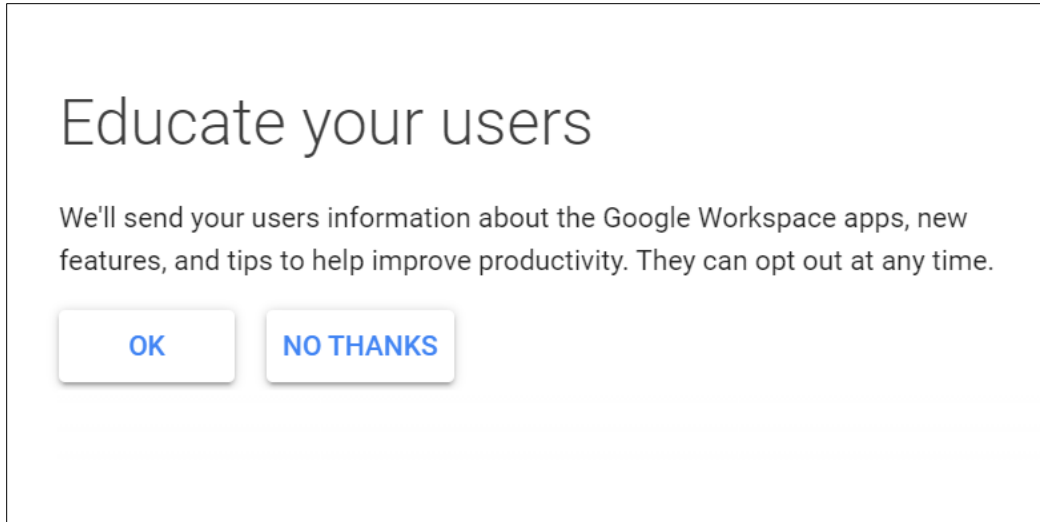 Educate your users
We'll send your users information about the Google Workspace apps, new
features, and tips to help improve productivity. They can opt out at any time.
OK
NO THANKS